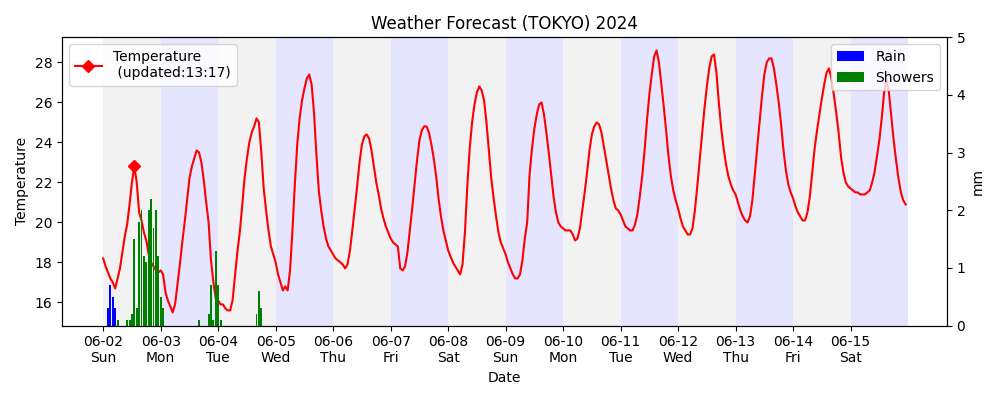 Weather Forecast (TOKYO) 2024
Temperature
(updated:13:17)
Rain
Showers
Temperature
28
26
24
22
20
18
16
5
4
3
2
1
0
mm
06-02 06-03 06-04 06-05 06-06 06-07 06-08 06-09 06-10 06-11 06-12 06-13 06-14 06-15
Sun Mon Tue Wed Thu Fri Sat Sun Mon Tue Wed Thu Fri Sat
Date